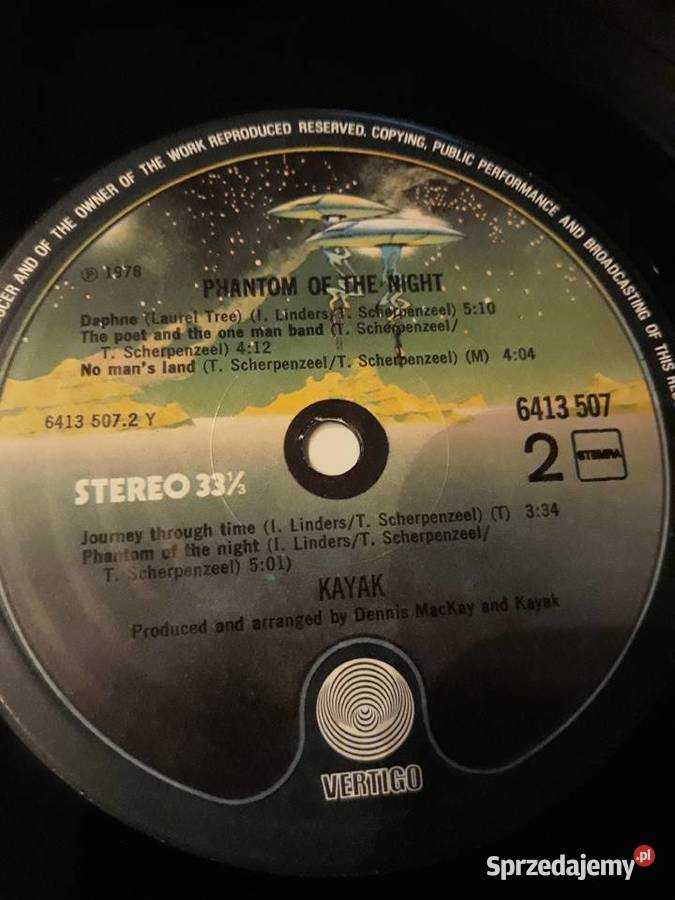 UCER AND OF THE OWNER OF THE WORK REPRODUCED RESERVED. COPYING, PUBLIC PERFORMANCE AND BROADCASTING OF THIS REC
℗ 1978
PHANTOM OF THE NIGHT
Daphne (Laurel Tree) (I. Linders/T. Scherpenzeel) 5:10
The poet and the one man band (T. Scherpenzeel/
T. Scherpenzeel) 4:12
No man's land (T. Scherpenzeel/T. Scherpenzeel) (M) 4:04
6413 507.2 Y
6413 507
2
STEMRA
STEREO 33⅓
Journey through time (I. Linders/T. Scherpenzeel) (T) 3:34
Phantom of the night (I. Linders/T. Scherpenzeel/
T. Scherpenzeel) 5:01)
KAYAK
Produced and arranged by Dennis MacKay and Kayak
VERTIGO
Sprzedajemy.pl